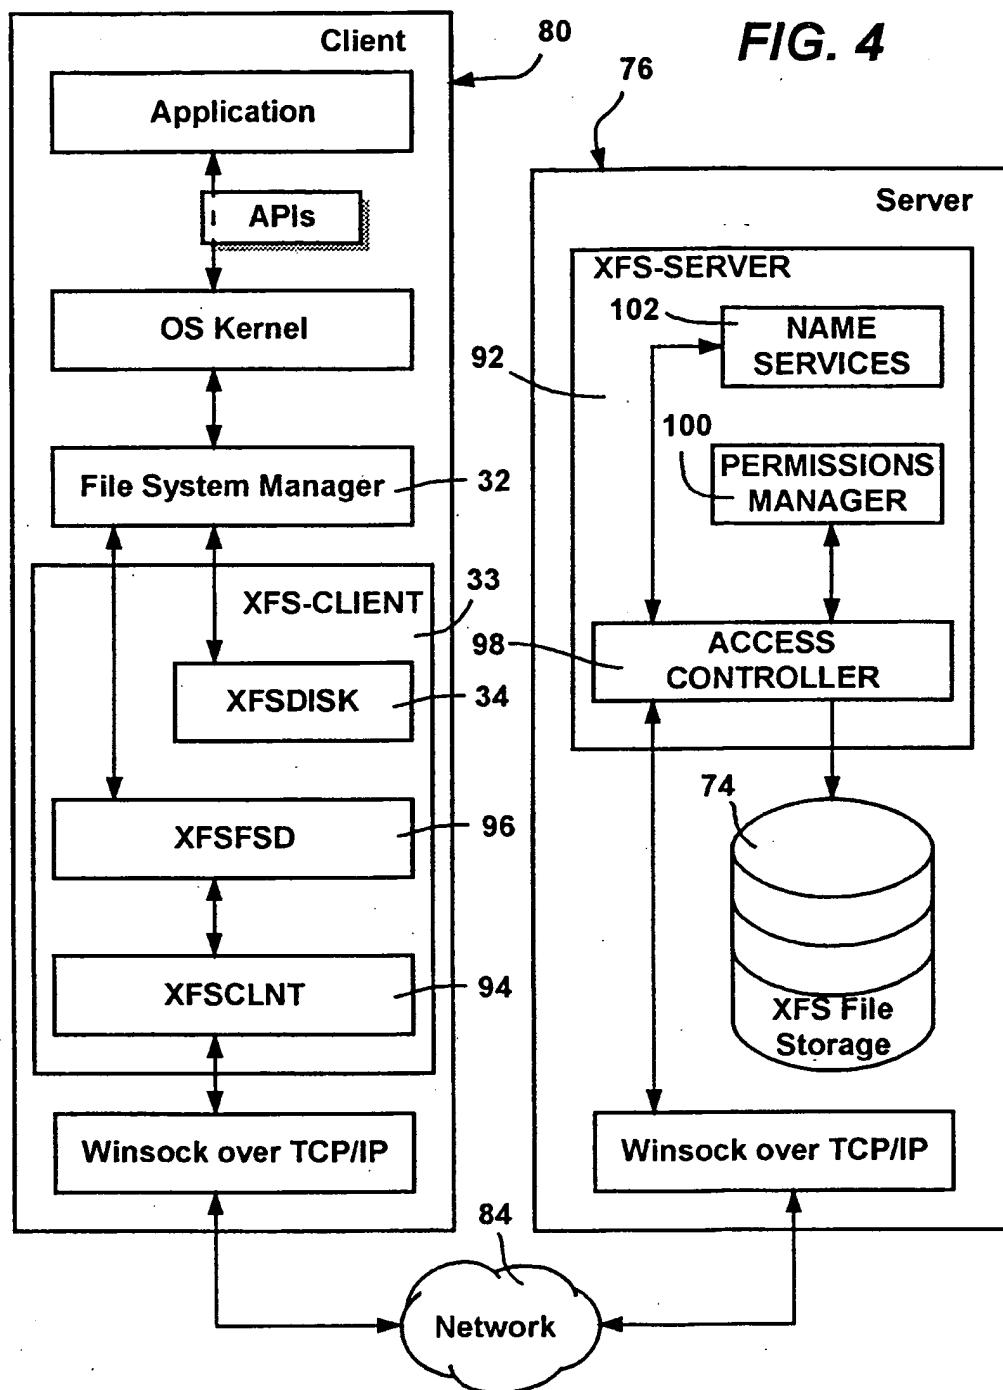 FIG. 4
Client
80
Application
APIs
OS Kernel
File System Manager
32
XFS-CLIENT
33
XFSDISK
34
XFSFSD
96
XFSCLNT
94
Winsock over TCP/IP
76
Server
XFS-SERVER
92
102
NAME
SERVICES
100
PERMISSIONS
MANAGER
98
ACCESS
CONTROLLER
74
XFS File
Storage
Winsock over TCP/IP
84
Network